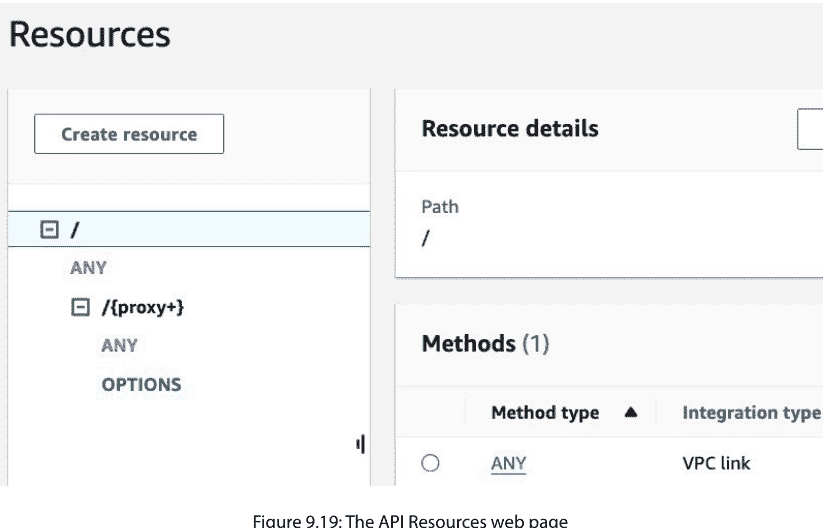 Resources
Create resource
/
ANY
/{proxy+}
ANY
OPTIONS
Resource details
Path
/
Methods (1)
Method type ▲ Integration type
ANY VPC link
Figure 9.19: The API Resources web page